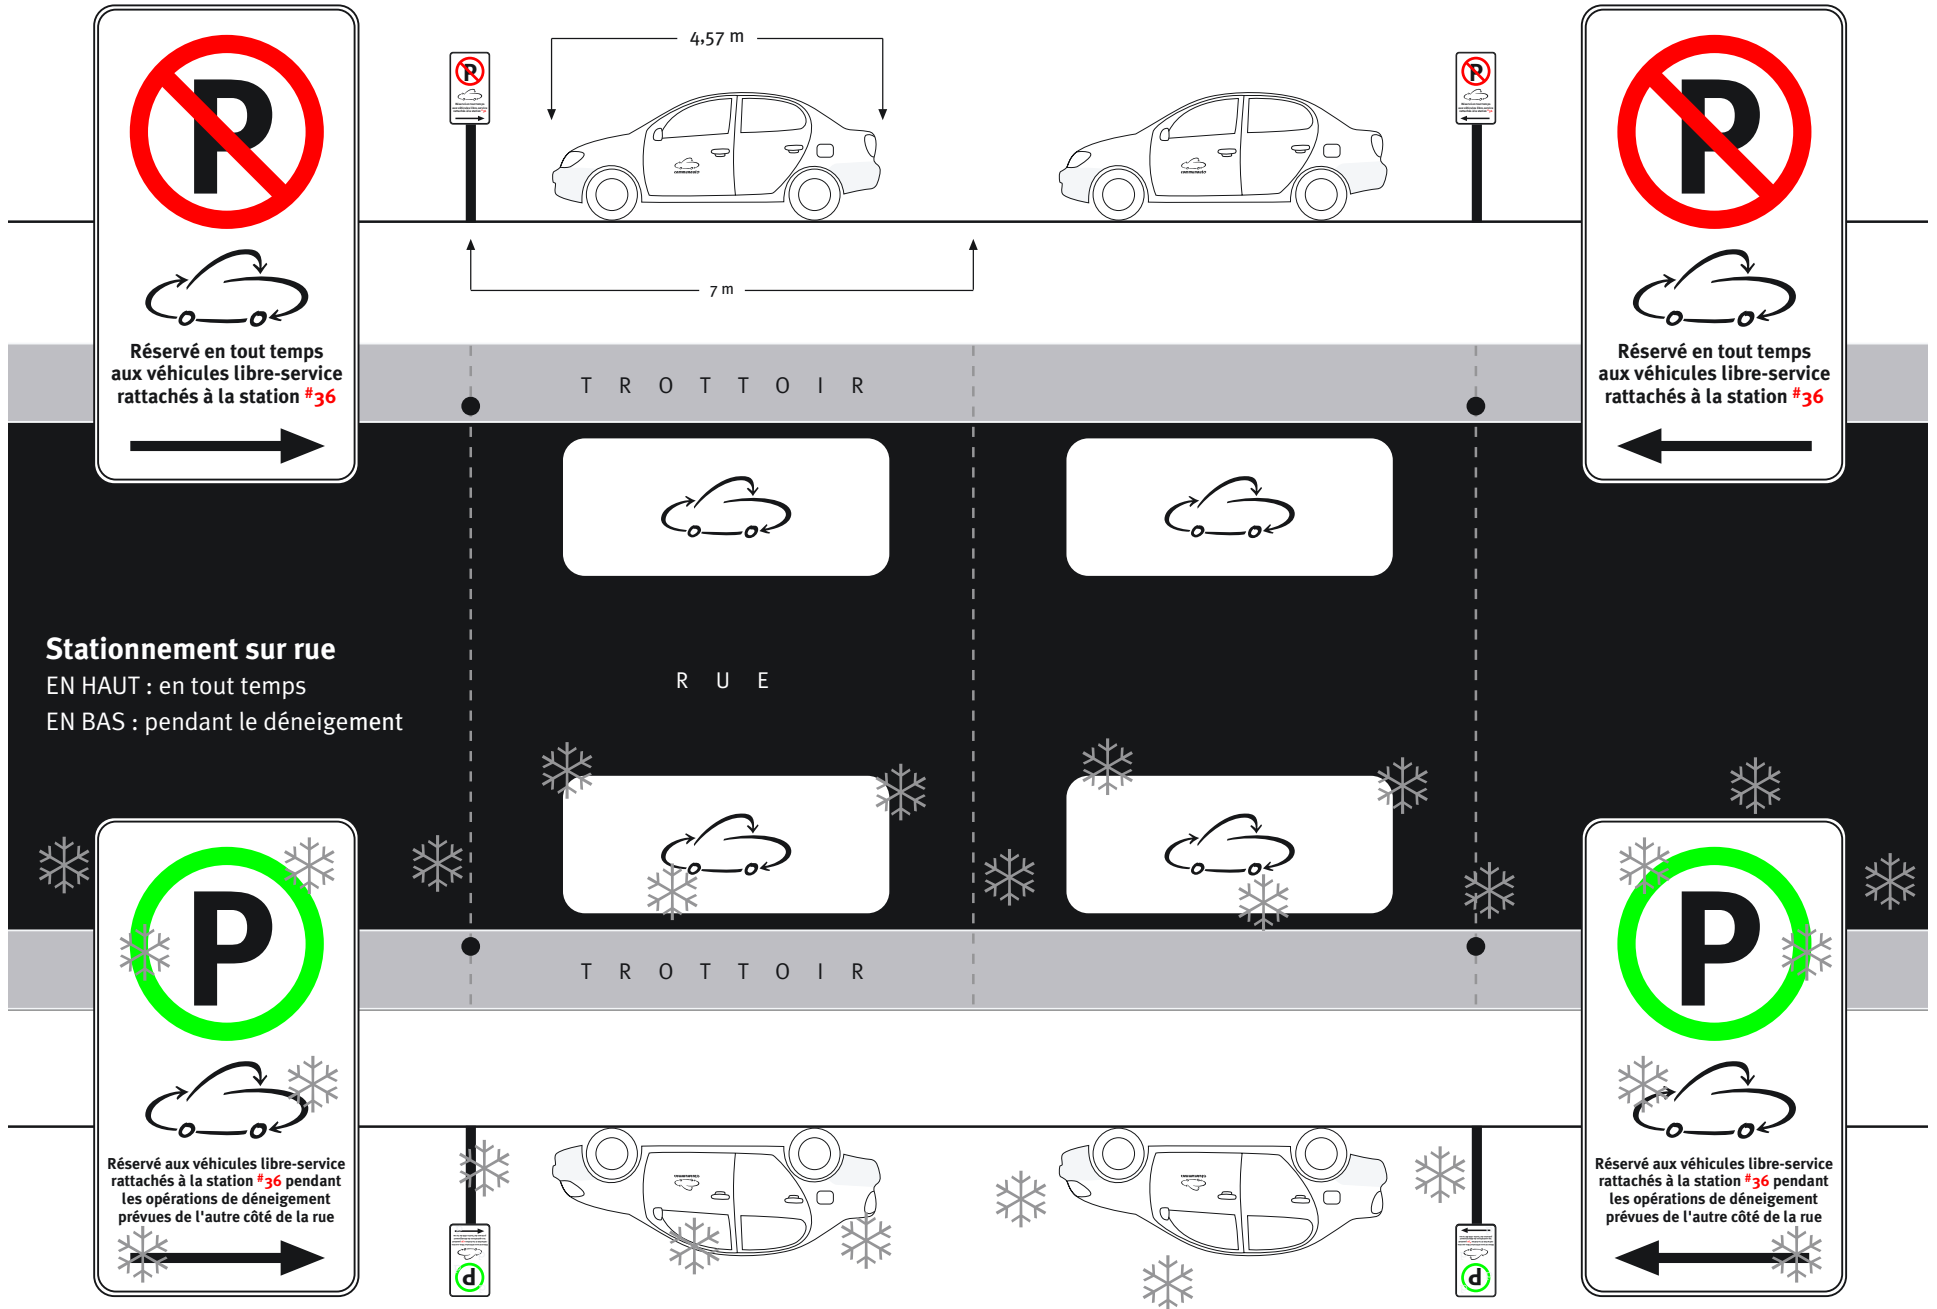 4,57 m
P
P
7 m
Réservé en tout temps
aux véhicules libre-service
rattachés à la station #36
Réservé en tout temps
aux véhicules libre-service
rattachés à la station #36
TROTTOIR
Stationnement sur rue
EN HAUT : en tout temps
EN BAS : pendant le déneigement
RUE
P
P
TROTTOIR
Réservé aux véhicules libre-service
rattachés à la station #36 pendant
les opérations de déneigement
prévues de l'autre côté de la rue
Réservé aux véhicules libre-service
rattachés à la station #36 pendant
les opérations de déneigement
prévues de l'autre côté de la rue
P
P